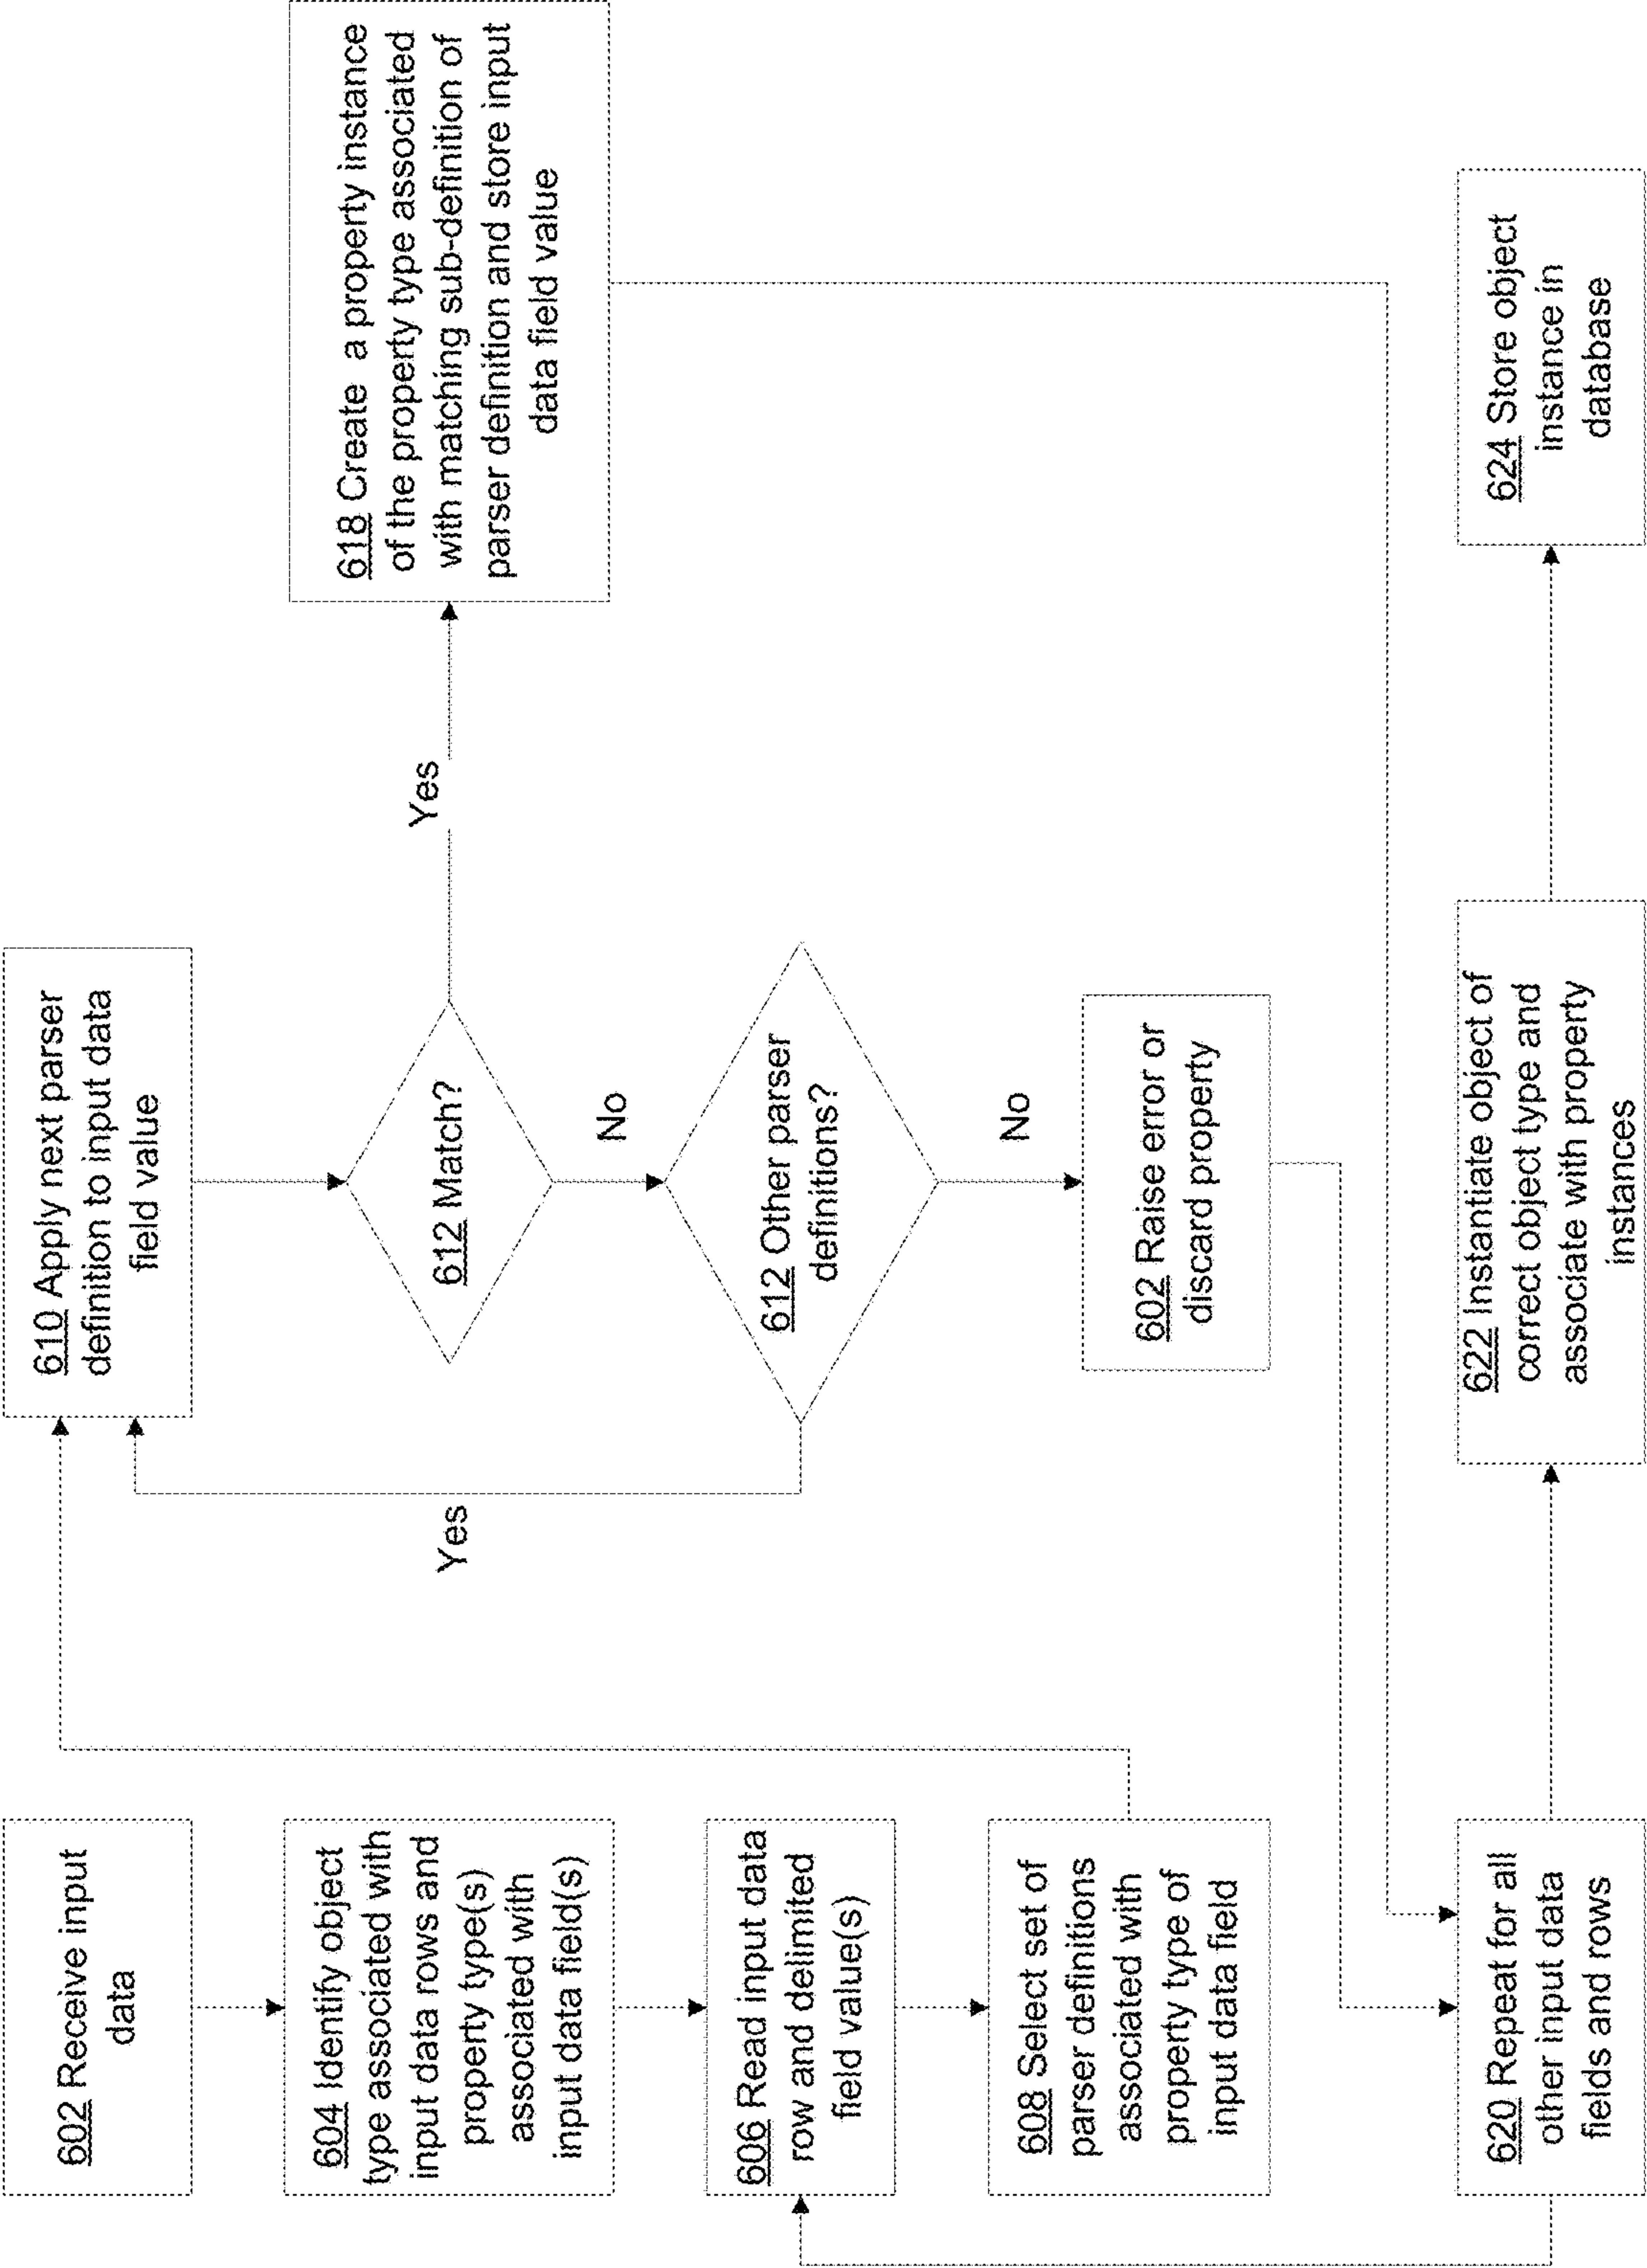 602 Receive input
data
604 Identify object
type associated with
input data rows and
property type(s)
associated with
input data field(s)
606 Read input data
row and delimited
field value(s)
608 Select set of
parser definitions
associated with
property type of
input data field
610 Apply next parser
definition to input data
field value
612 Match?
Yes
No
612 Other parser
definitions?
Yes
No
602 Raise error or
discard property
618 Create a property instance
of the property type associated
with matching sub-definition of
parser definition and store input
data field value
620 Repeat for all
other input data
fields and rows
622 Instantiate object of
correct object type and
associate with property
instances
624 Store object
instance in
database